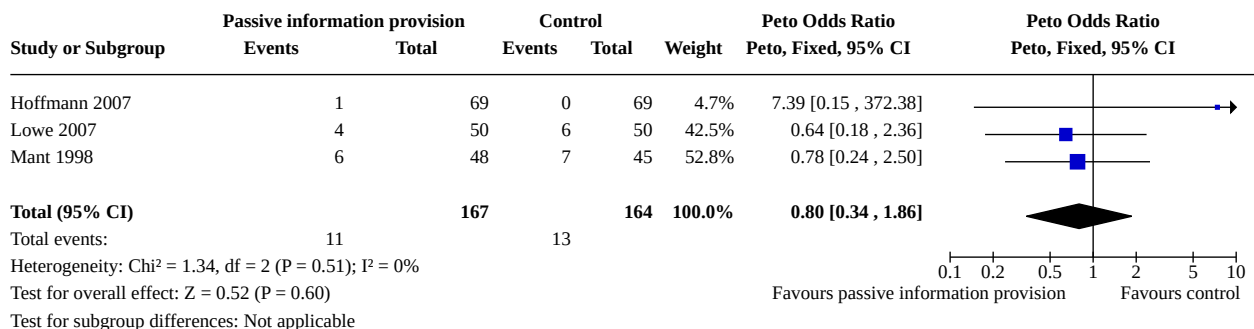 Passive information provision Control Peto Odds Ratio Peto Odds Ratio
Study or Subgroup Events Total Events Total Weight Peto, Fixed, 95% CI Peto, Fixed, 95% CI
Hoffmann 2007 1 69 0 69 4.7% 7.39 [0.15 , 372.38]
Lowe 2007 4 50 6 50 42.5% 0.64 [0.18 , 2.36]
Mant 1998 6 48 7 45 52.8% 0.78 [0.24 , 2.50]
Total (95% CI) 167 164 100.0% 0.80 [0.34 , 1.86]
Total events: 11 13
Heterogeneity: Chi² = 1.34, df = 2 (P = 0.51); I² = 0%
0.1 0.2 0.5 1 2 5 10
Test for overall effect: Z = 0.52 (P = 0.60)
Favours passive information provision Favours control
Test for subgroup differences: Not applicable